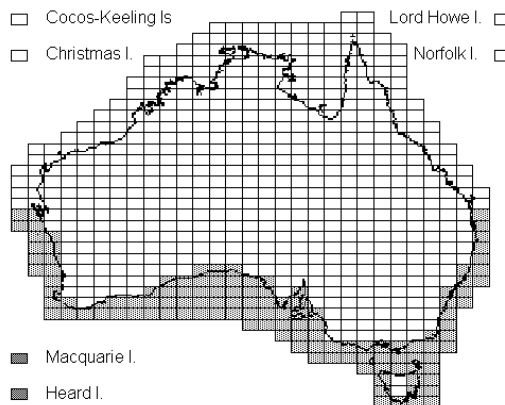 Cocos-Keeling Is
Lord Howe I.
Christmas I.
Norfolk I.
Macquarie I.
Heard I.